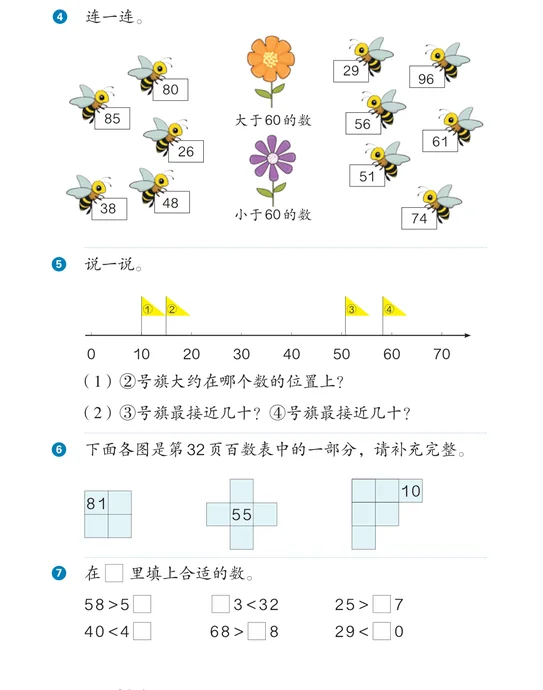 4 连一连。
80
85
26
38
48
大于60的数
小于60的数
29
96
56
61
51
74
5 说一说。
① ② ③ ④
0 10 20 30 40 50 60 70
(1) ②号旗大约在哪个数的位置上?
(2) ③号旗最接近几十? ④号旗最接近几十?
6 下面各图是第32页百数表中的一部分，请补充完整。
81
55
10
7 在□里填上合适的数。
58>5□ □3<32 25>□7
40<4□ 68>□8 29<□0